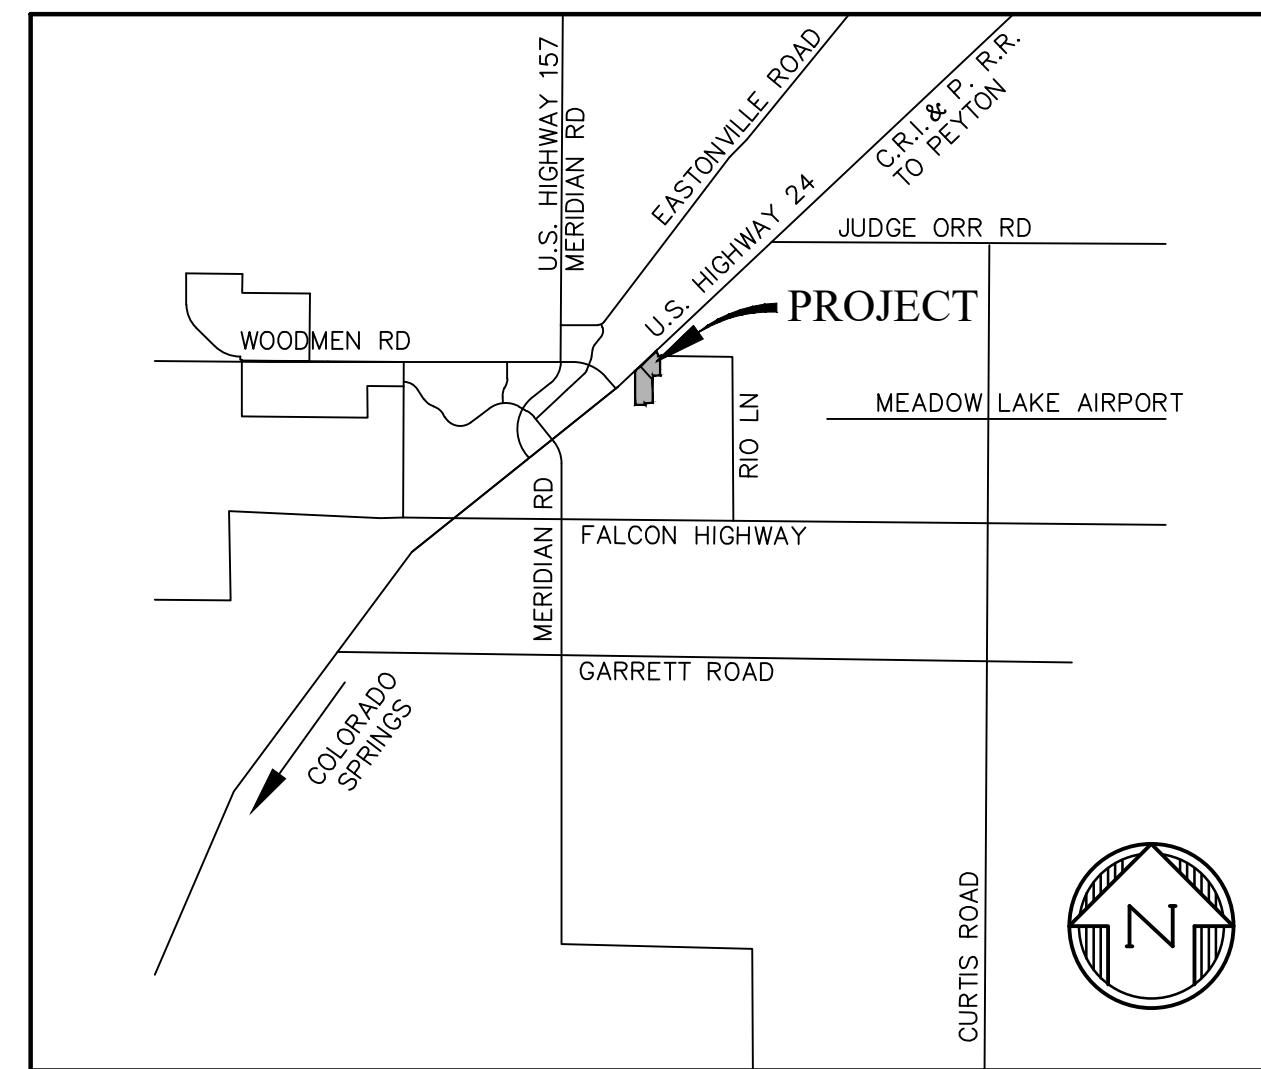 U.S. HIGHWAY 157
MERIDIAN RD
EASTONVILLE ROAD
C.R.I. & P. R.R.
TO PEYTON
U.S. HIGHWAY 24
JUDGE ORR RD
PROJECT
WOODMEN RD
MEADOW LAKE AIRPORT
RIO LN
MERIDIAN RD
FALCON HIGHWAY
GARRETT ROAD
COLORADO
SPRINGS
CURTIS ROAD
N